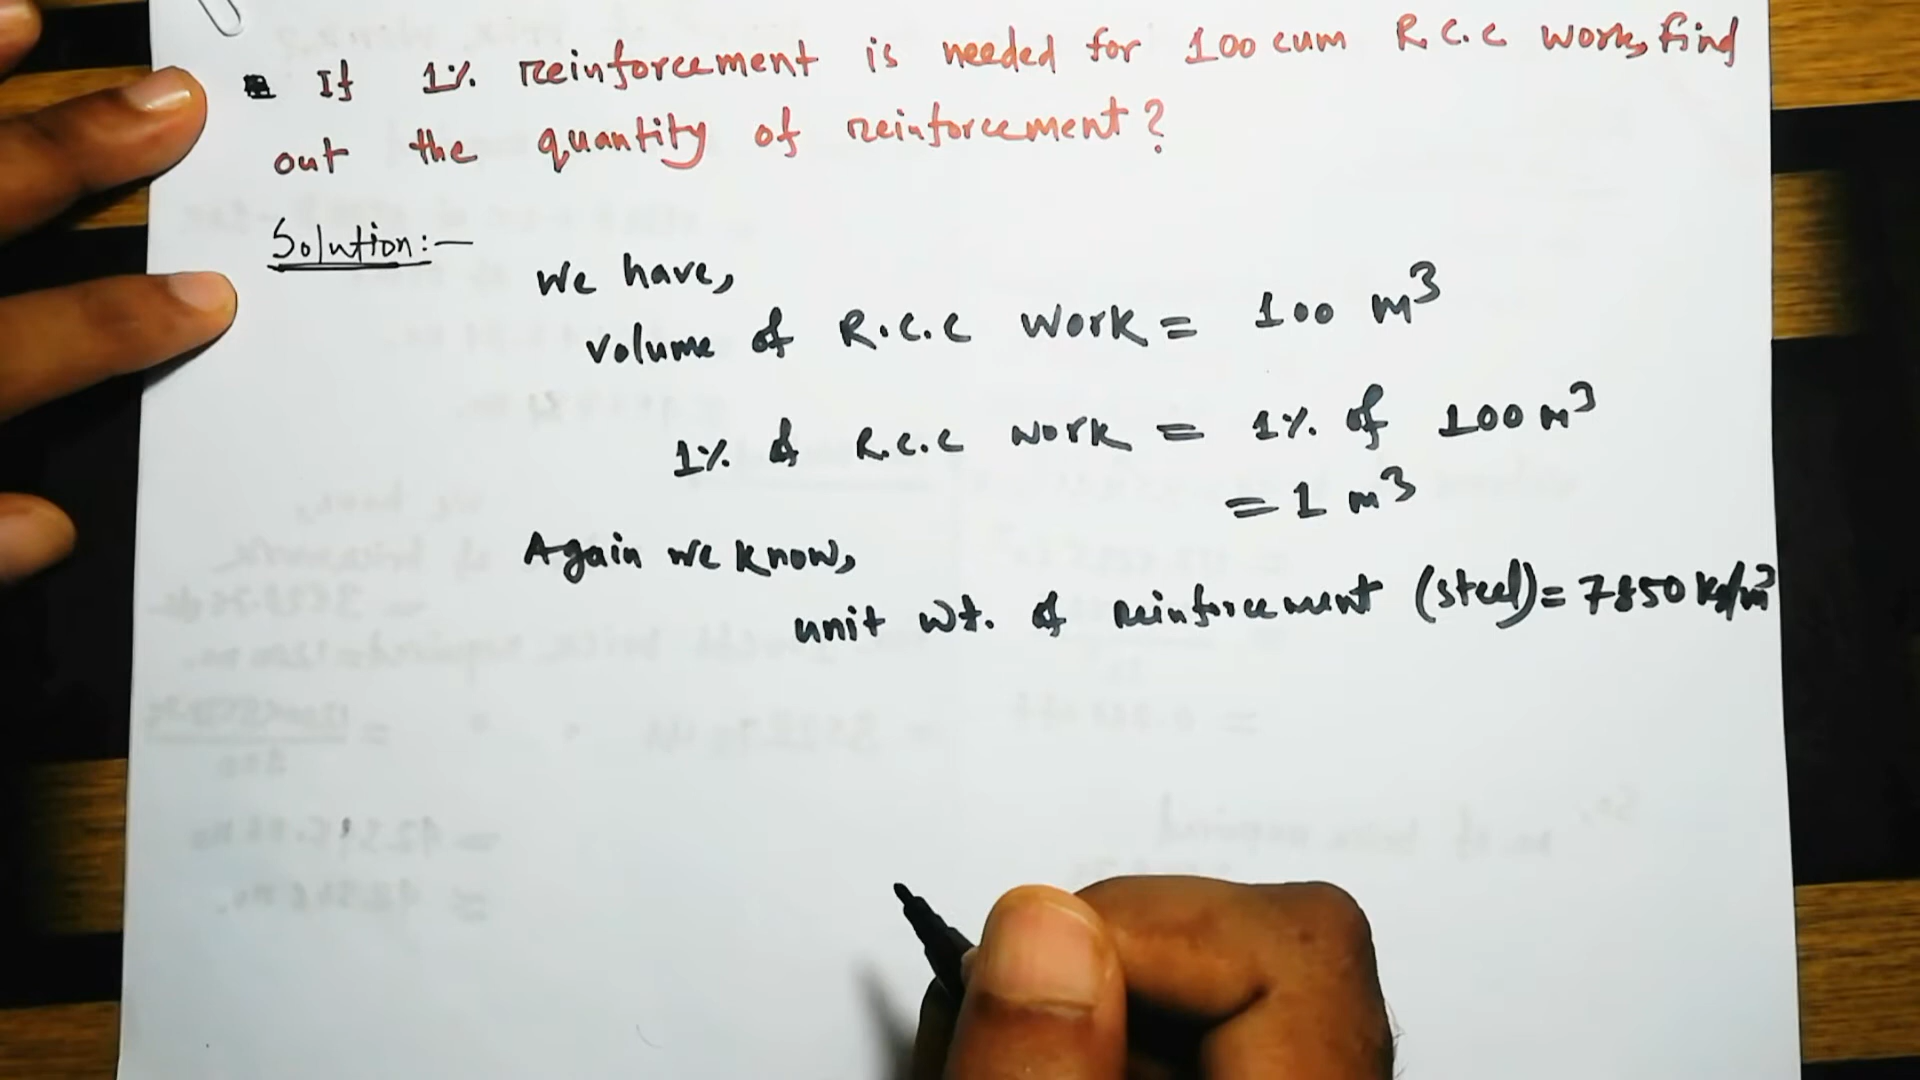 If 1% reinforcement is needed for 100 cum R.C.C work, find
out the quantity of reinforcement?
Solution:-
We have,
volume of R.C.C work = 100 m³
1% of R.C.C work = 1% of 100 m³
= 1 m³
Again we know,
unit wt. of reinforcement (steel) = 7850 kg/m³